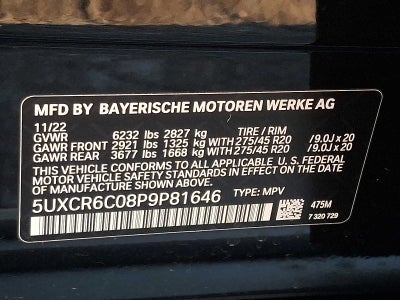 MFD BY BAYERISCHE MOTOREN WERKE AG
11/22 TIRE / RIM
GVWR 6232 lbs 2827 kg
GAWR FRONT 2921 lbs 1325 kg WITH 275/45 R20 /9.0J x 20
GAWR REAR 3677 lbs 1668 kg WITH 275/45 R20 /9.0J x 20
THIS VEHICLE CONFORMS TO ALL APPLICABLE U.S. FEDERAL
MOTOR VEHICLE SAFETY STANDARDS IN EFFECT ON THE DATE
OF MANUFACTURE SHOWN ABOVE.
5UXCR6C08P9P81646 TYPE: MPV
475M
7 320 729